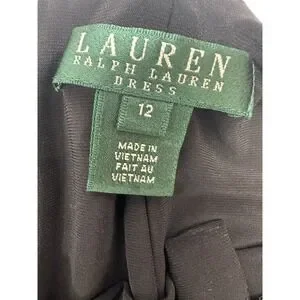 LAUREN
RALPH LAUREN
DRESS
12
MADE IN
VIETNAM
FAIT AU
VIETNAM